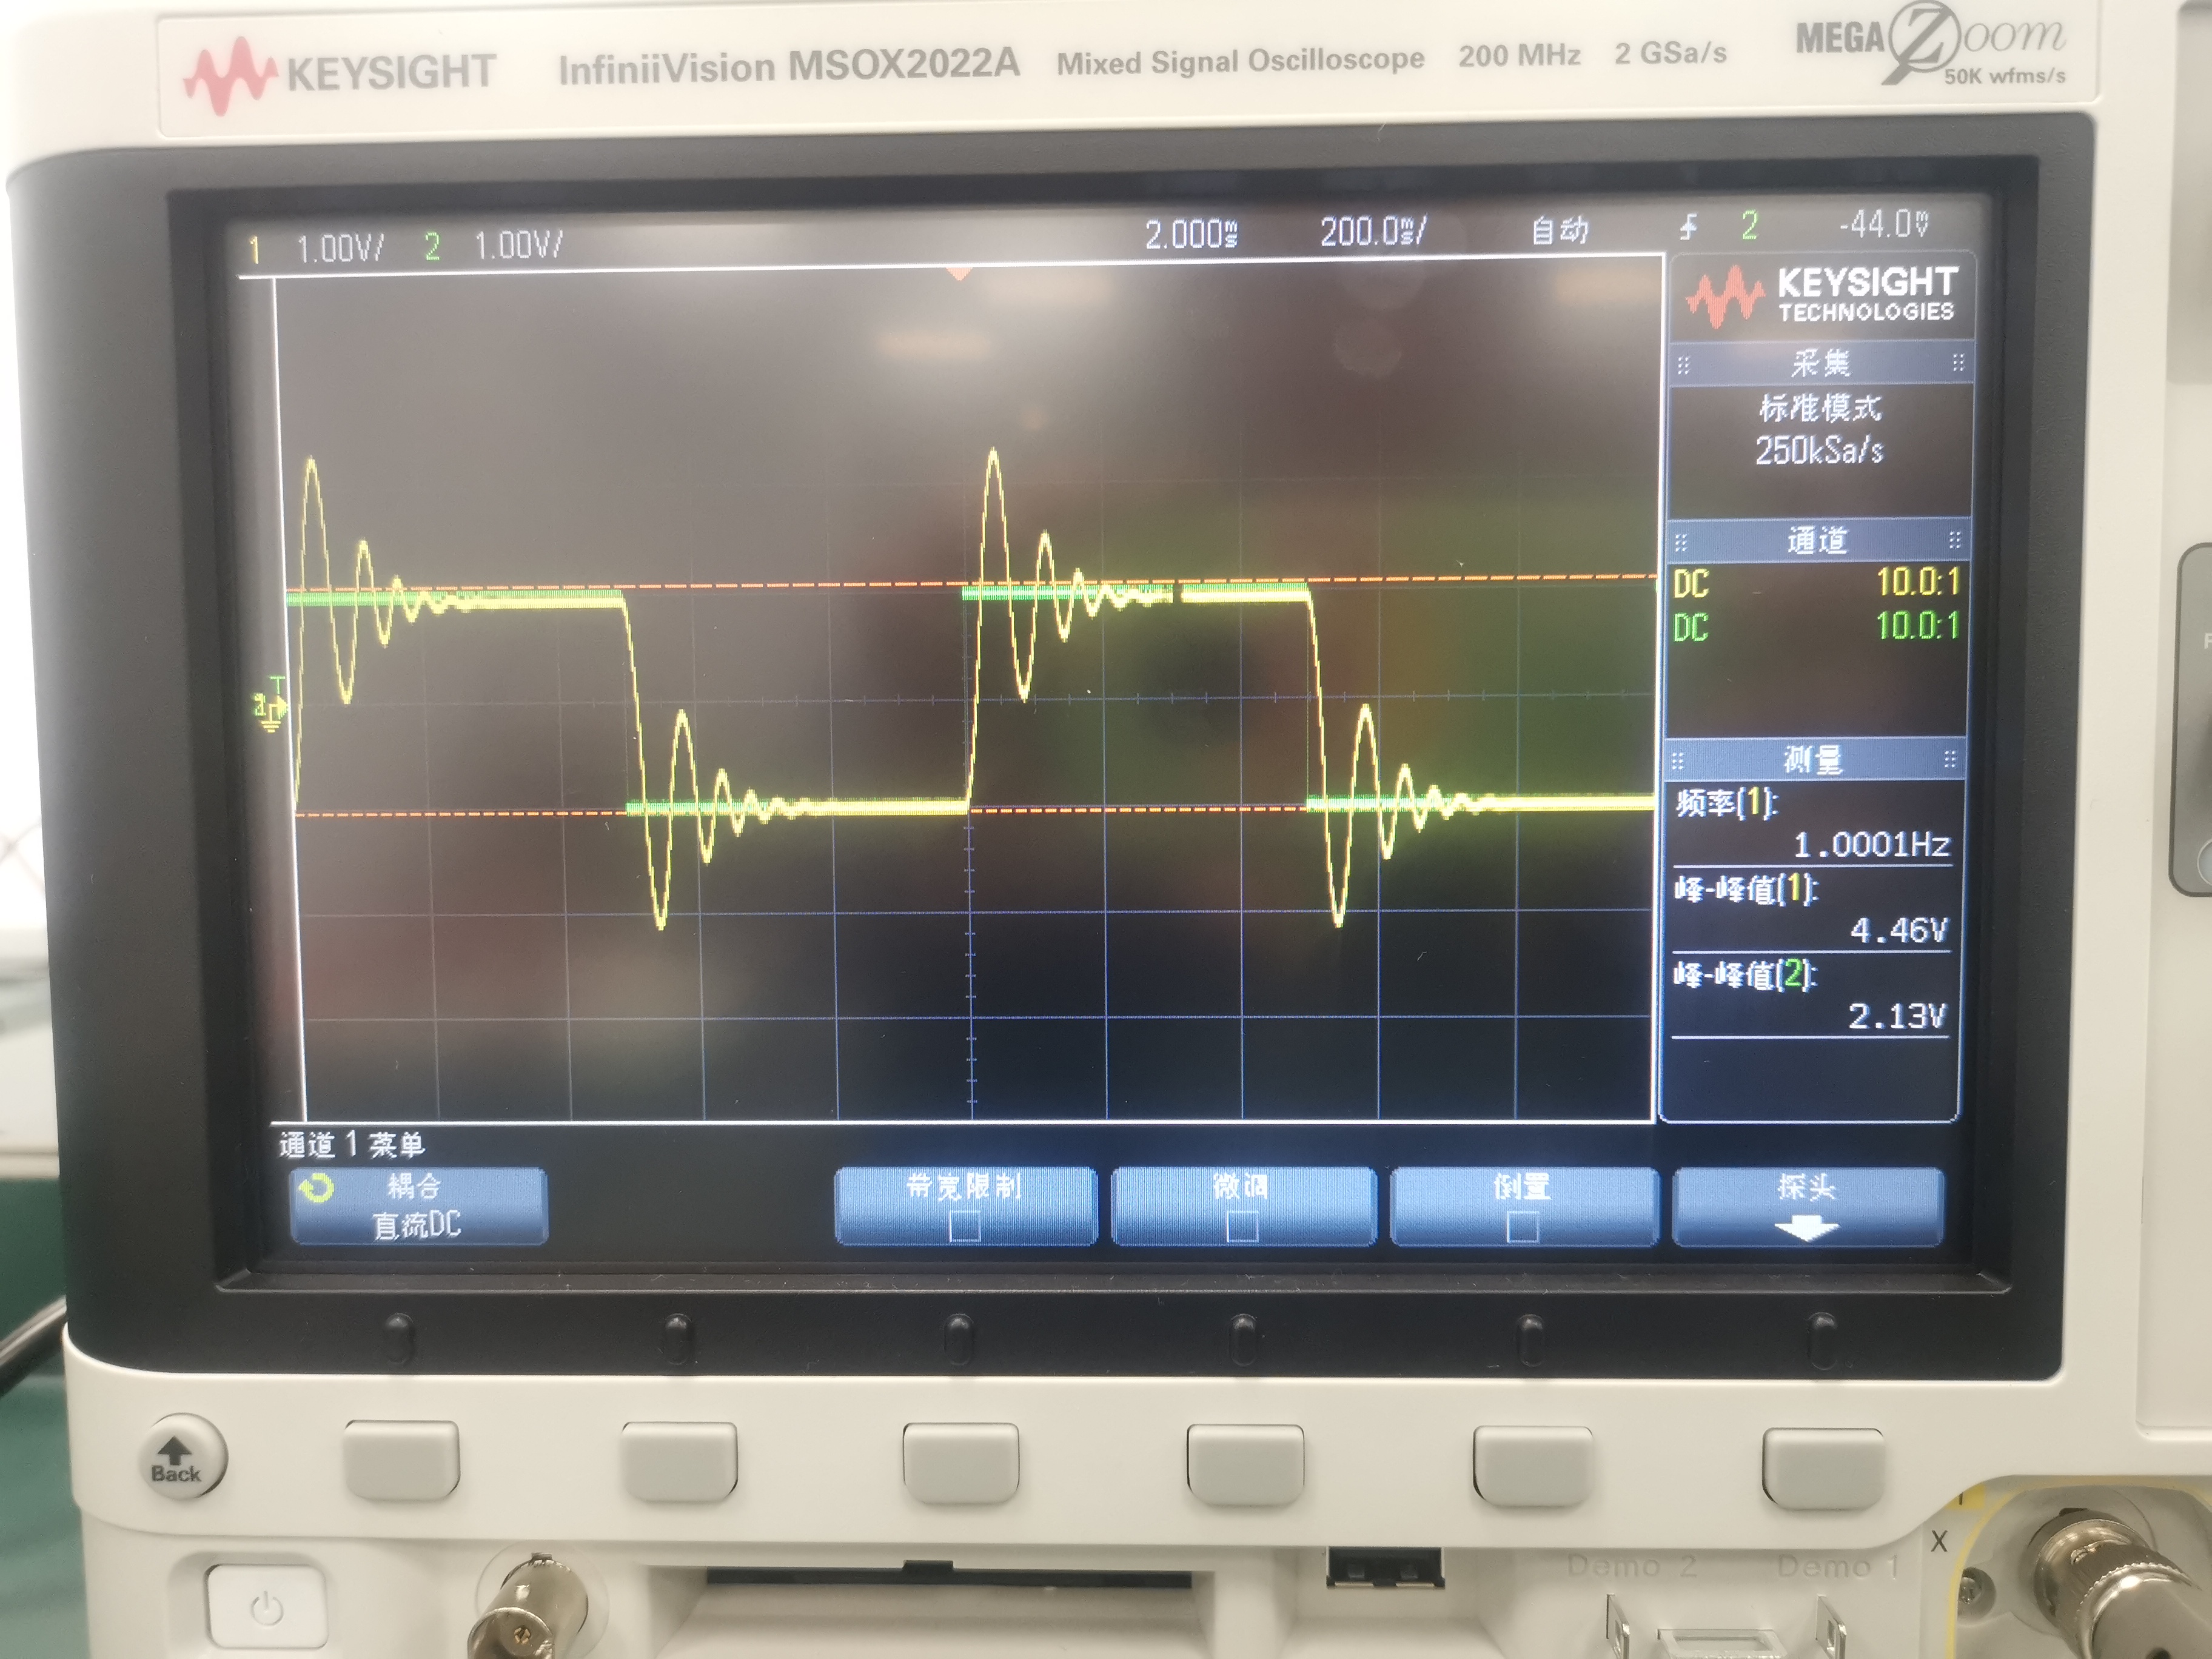 KEYSIGHT InfiniiVision MSOX2022A Mixed Signal Oscilloscope 200 MHz 2 GSa/s MEGA Zoom
50K wfms/s
1 1.00V/ 2 1.00V/ 2.000ms 200.0ms/ 自动 2 -44.0mV
KEYSIGHT
TECHNOLOGIES
采集
标准模式
250kSa/s
通道
DC 10.0:1
DC 10.0:1
T
测量
频率(1):
1.0001Hz
峰-峰值(1):
4.46V
峰-峰值(2):
2.13V
通道 1 菜单
耦合
直流DC
带宽限制
微调
倒置
探头
Back
X
Demo 2 Demo 1